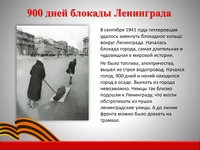 900 дней блокады Ленинграда
8 сентября 1941 года гитлеровцам
удалось замкнуть блокадное кольцо
вокруг Ленинграда. Началась
блокада города, самая длительная и
чудовищная в мировой истории.
Не было топлива, электричества,
вышел из строя водопровод. Начался
голод. 900 дней и ночей находился
город в осаде. Выехать из города
невозможно. Немцы так близко
подошли к Ленинграду, что могли
обстреливать из пушек
ленинградские улицы. А до линии
фронта можно было доехать на
трамвае.